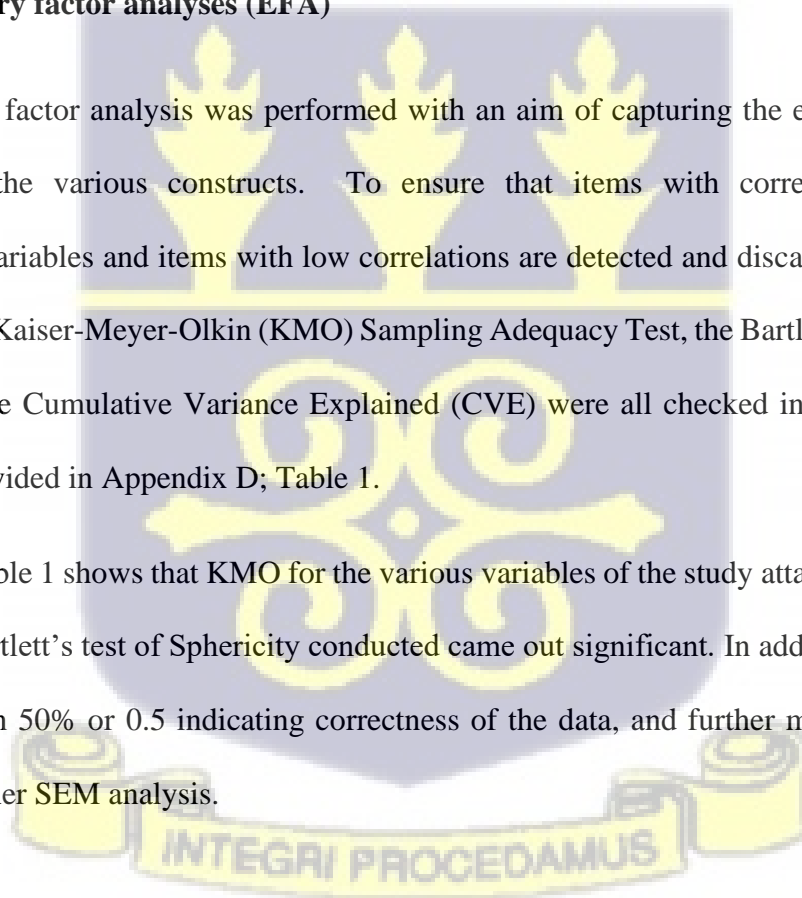 ry factor analyses (EFA)
factor analysis was performed with an aim of capturing the e
the various constructs. To ensure that items with corre
ariables and items with low correlations are detected and disca
Kaiser-Meyer-Olkin (KMO) Sampling Adequacy Test, the Bartl
e Cumulative Variance Explained (CVE) were all checked in
vided in Appendix D; Table 1.
ble 1 shows that KMO for the various variables of the study atta
rtlett’s test of Sphericity conducted came out significant. In add
n 50% or 0.5 indicating correctness of the data, and further m
er SEM analysis.
INTEGRI PROCEDAMUS